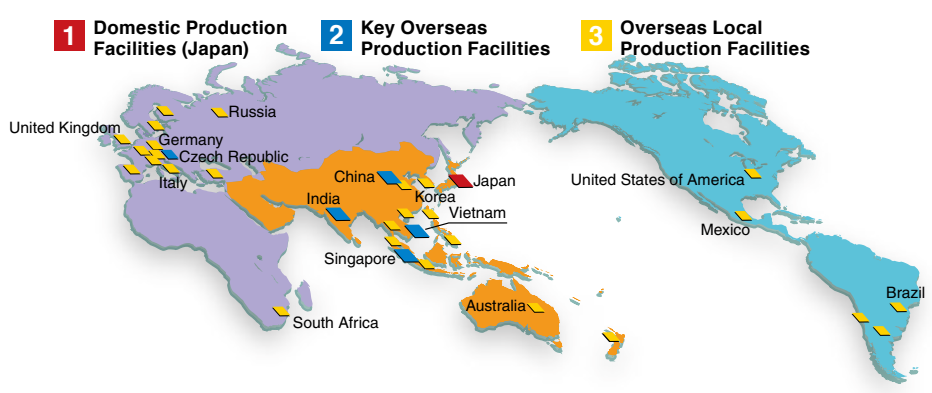 1 Domestic Production
Facilities (Japan)
2 Key Overseas
Production Facilities
3 Overseas Local
Production Facilities
Russia
United Kingdom
Germany
Czech Republic
Italy
China
Japan
Korea
India
Vietnam
Singapore
United States of America
Mexico
Brazil
Australia
South Africa